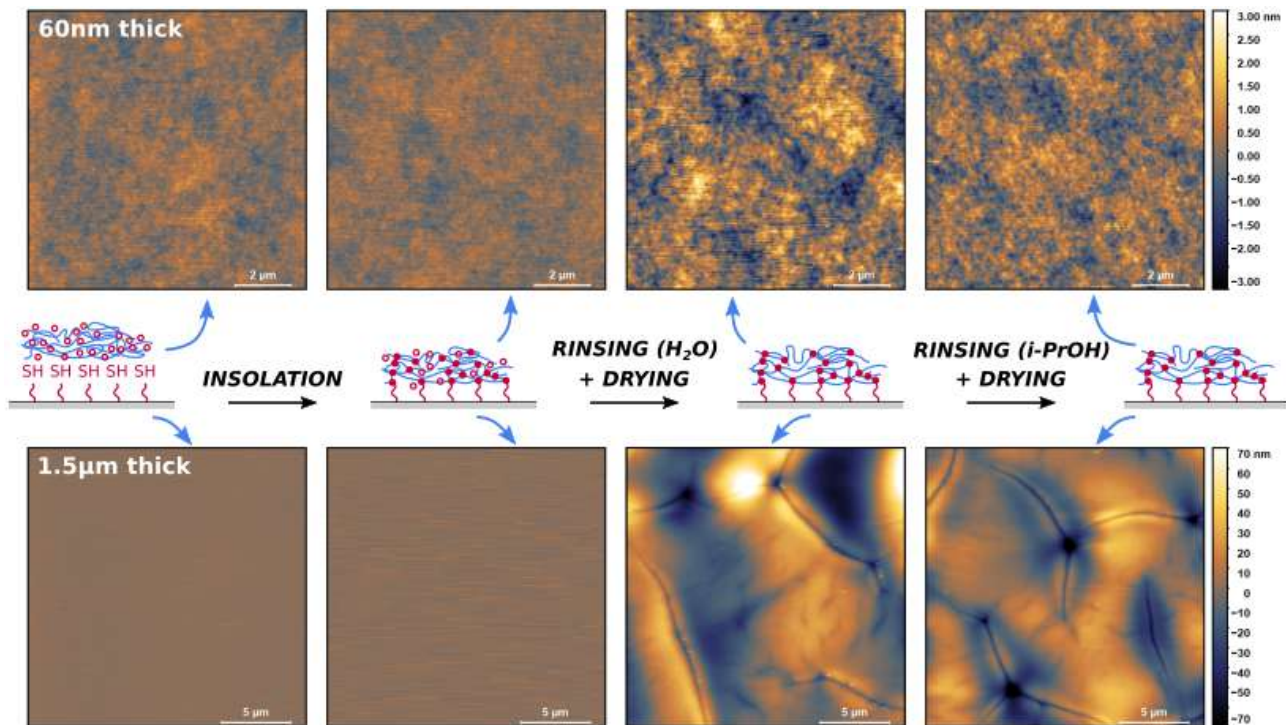 60nm thick
2 µm
2 µm
2 µm
2 µm
3.00 nm
2.50
2.00
1.50
1.00
0.50
0.00
−0.50
−1.00
−1.50
−2.00
−3.00
SH SH SH SH SH
INSOLATION
RINSING (H₂O)
+ DRYING
RINSING (i-PrOH)
+ DRYING
1.5µm thick
5 µm
5 µm
5 µm
5 µm
70 nm
60
50
40
30
20
10
0
−10
−20
−30
−40
−50
−70